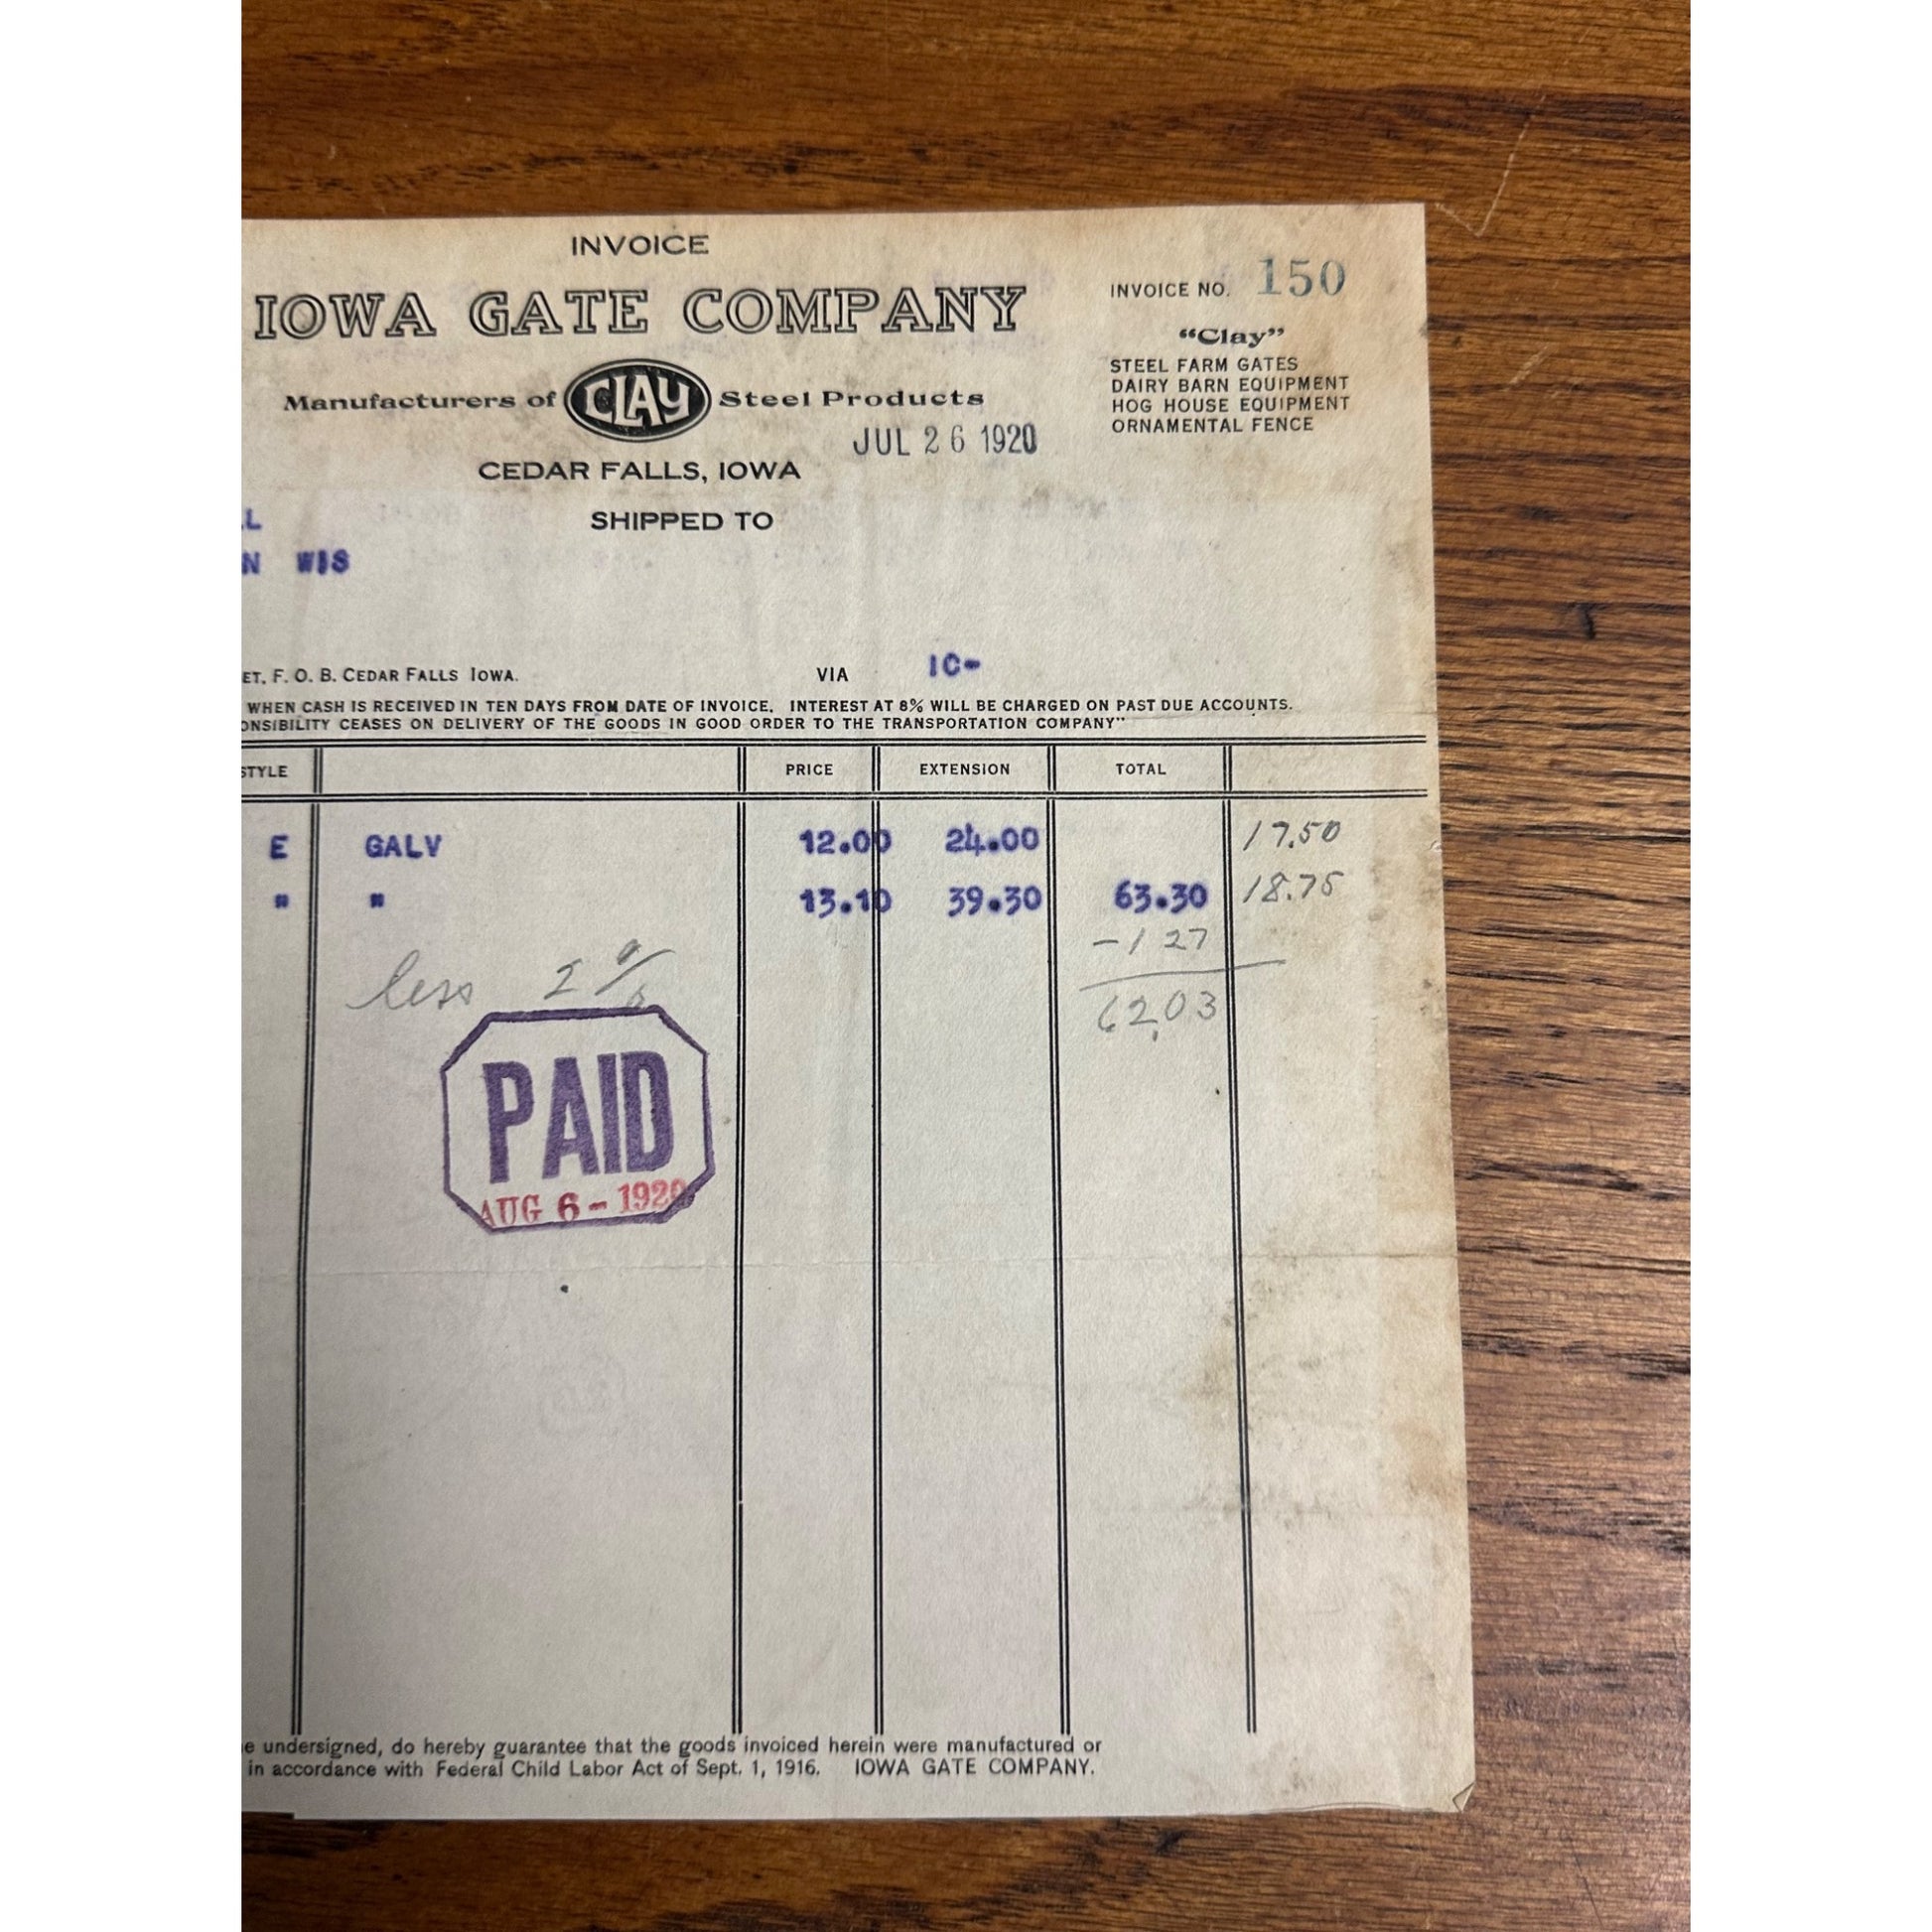 INVOICE
IOWA GATE COMPANY
INVOICE NO. 150
"Clay"
STEEL FARM GATES
DAIRY BARN EQUIPMENT
HOG HOUSE EQUIPMENT
ORNAMENTAL FENCE
Manufacturers of CLAY Steel Products
JUL 26 1920
CEDAR FALLS, IOWA
SHIPPED TO
WIS
F. O. B. CEDAR FALLS IOWA. VIA IC-
WHEN CASH IS RECEIVED IN TEN DAYS FROM DATE OF INVOICE. INTEREST AT 8% WILL BE CHARGED ON PAST DUE ACCOUNTS.
CEASES ON DELIVERY OF THE GOODS IN GOOD ORDER TO THE TRANSPORTATION COMPANY"
STYLE PRICE EXTENSION TOTAL
E GALV 12.00 24.00 17.50
" " 13.10 39.30 63.30 18.75
less 2% -1 27
62.03
PAID
AUG 6-1920
undersigned, do hereby guarantee that the goods invoiced herein were manufactured or
in accordance with Federal Child Labor Act of Sept. 1, 1916. IOWA GATE COMPANY.